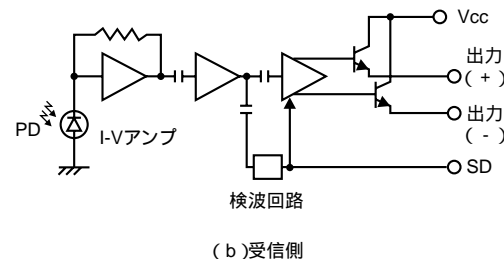 Vcc
出力
( + )
出力
( - )
PD
I-Vアンプ
SD
検波回路
( b )受信側